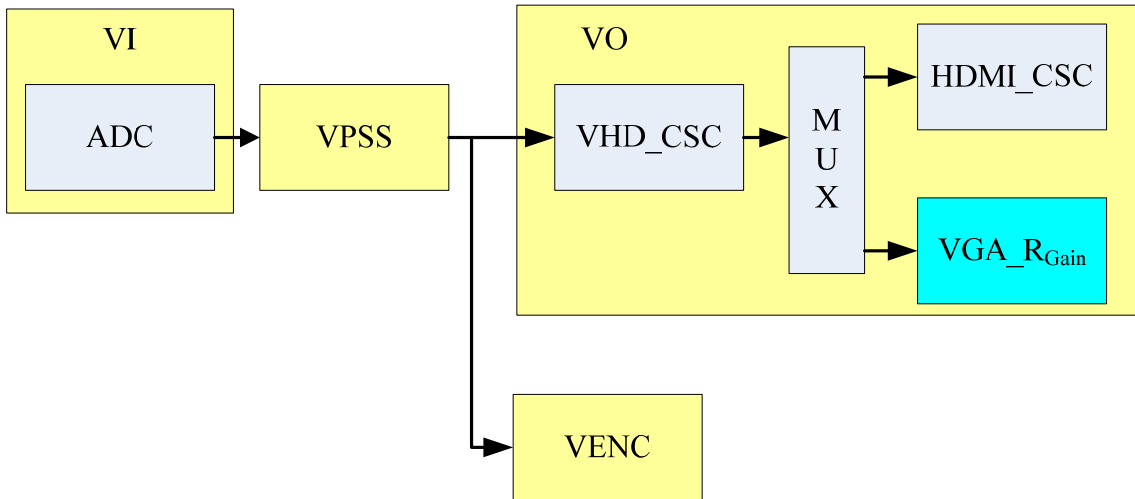 VI
ADC
VPSS
VO
VHD_CSC
M
U
X
HDMI_CSC
VGA_RGain
VENC